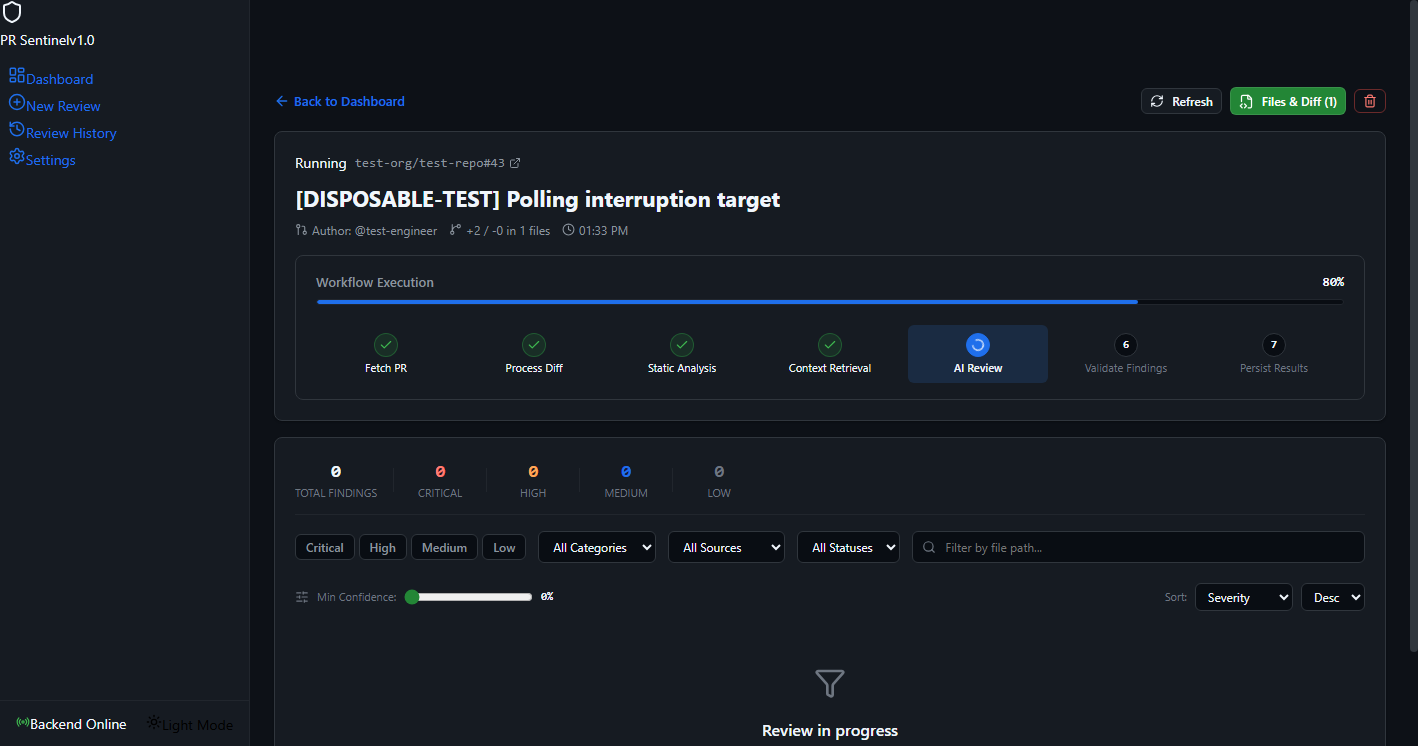 PR Sentinelv1.0
Dashboard
New Review
Review History
Settings
Backend Online
Light Mode
Back to Dashboard
Refresh
Files & Diff (1)
Running test-org/test-repo#43
[DISPOSABLE-TEST] Polling interruption target
Author: @test-engineer +2 / -0 in 1 files 01:33 PM
Workflow Execution 80%
6 7
Fetch PR Process Diff Static Analysis Context Retrieval AI Review Validate Findings Persist Results
0 0 0 0 0
TOTAL FINDINGS CRITICAL HIGH MEDIUM LOW
Critical High Medium Low All Categories All Sources All Statuses Filter by file path...
Min Confidence: 0% Sort: Severity Desc
Review in progress